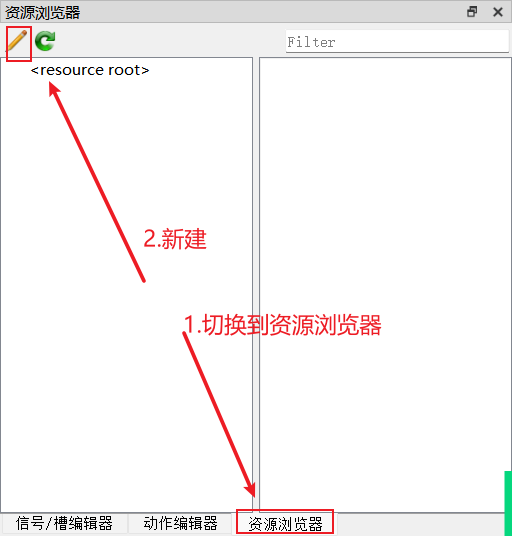 资源浏览器
Filter
<resource root>
2.新建
1.切换到资源浏览器
信号/槽编辑器 动作编辑器 资源浏览器